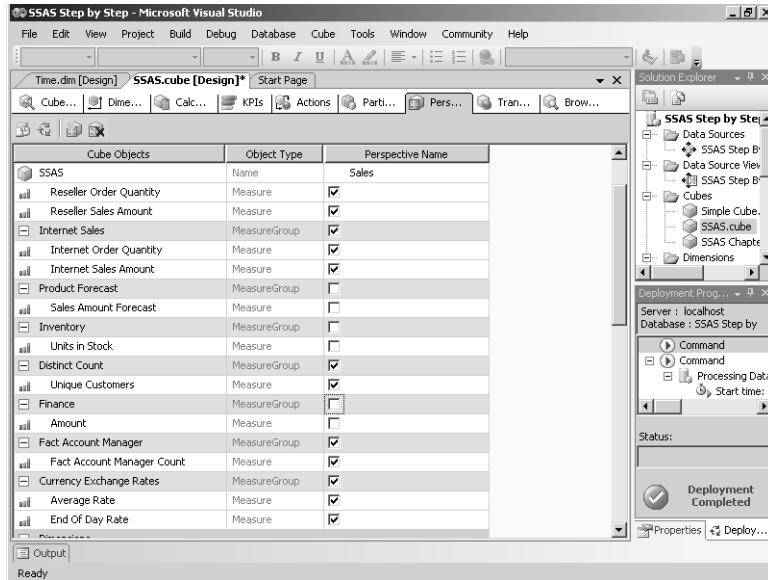 SSAS Step by Step - Microsoft Visual Studio
File Edit View Project Build Debug Database Cube Tools Window Community Help
B I U A
Time.dim [Design] SSAS.cube [Design]* Start Page
Cube... Dime... Calc... KPIs Actions Parti... Pers... Tran... Brow...
Cube Objects Object Type Perspective Name
SSAS Name Sales
Reseller Order Quantity Measure
Reseller Sales Amount Measure
Internet Sales MeasureGroup
Internet Order Quantity Measure
Internet Sales Amount Measure
Product Forecast MeasureGroup
Sales Amount Forecast Measure
Inventory MeasureGroup
Units in Stock Measure
Distinct Count MeasureGroup
Unique Customers Measure
Finance MeasureGroup
Amount Measure
Fact Account Manager MeasureGroup
Fact Account Manager Count Measure
Currency Exchange Rates MeasureGroup
Average Rate Measure
End Of Day Rate Measure
Solution Explorer
SSAS Step by Ste
Data Sources
SSAS Step B
Data Source View
SSAS Step B
Cubes
Simple Cube.
SSAS.cube
SSAS Chapte
Dimensions
Deployment Prog...
Server : localhost
Database : SSAS Step by
Command
Command
Processing Data
Start time:
Status:
Deployment
Completed
Properties Deploy...
Output
Ready